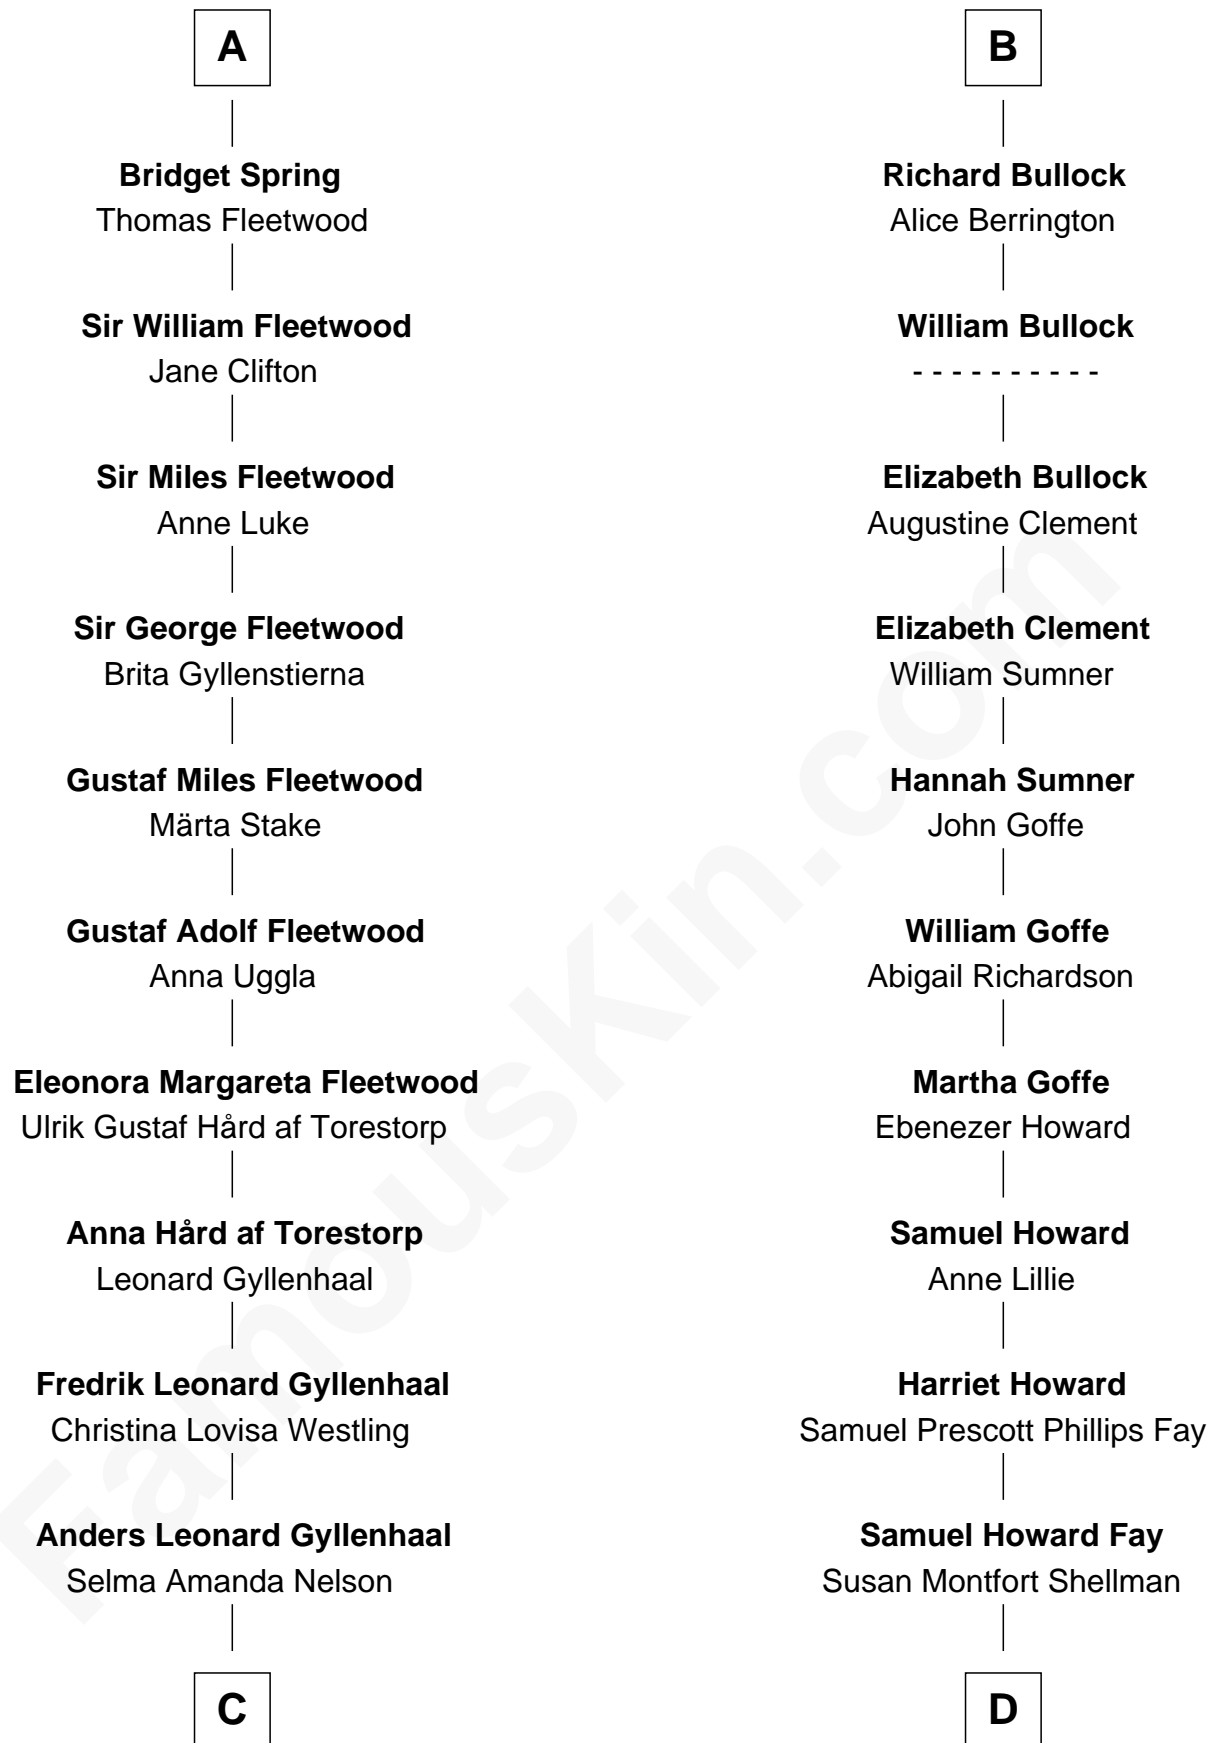 A
Bridget Spring
Thomas Fleetwood
Sir William Fleetwood
Jane Clifton
Sir Miles Fleetwood
Anne Luke
Sir George Fleetwood
Brita Gyllenstierna
Gustaf Miles Fleetwood
Märta Stake
Gustaf Adolf Fleetwood
Anna Uggla
Eleonora Margareta Fleetwood
Ulrik Gustaf Hård af Torestorp
Anna Hård af Torestorp
Leonard Gyllenhaal
Fredrik Leonard Gyllenhaal
Christina Lovisa Westling
Anders Leonard Gyllenhaal
Selma Amanda Nelson
C
B
Richard Bullock
Alice Berrington
William Bullock
- - - - - - - - - -
Elizabeth Bullock
Augustine Clement
Elizabeth Clement
William Sumner
Hannah Sumner
John Goffe
William Goffe
Abigail Richardson
Martha Goffe
Ebenezer Howard
Samuel Howard
Anne Lillie
Harriet Howard
Samuel Prescott Phillips Fay
Samuel Howard Fay
Susan Montfort Shellman
D
FamousKin.com